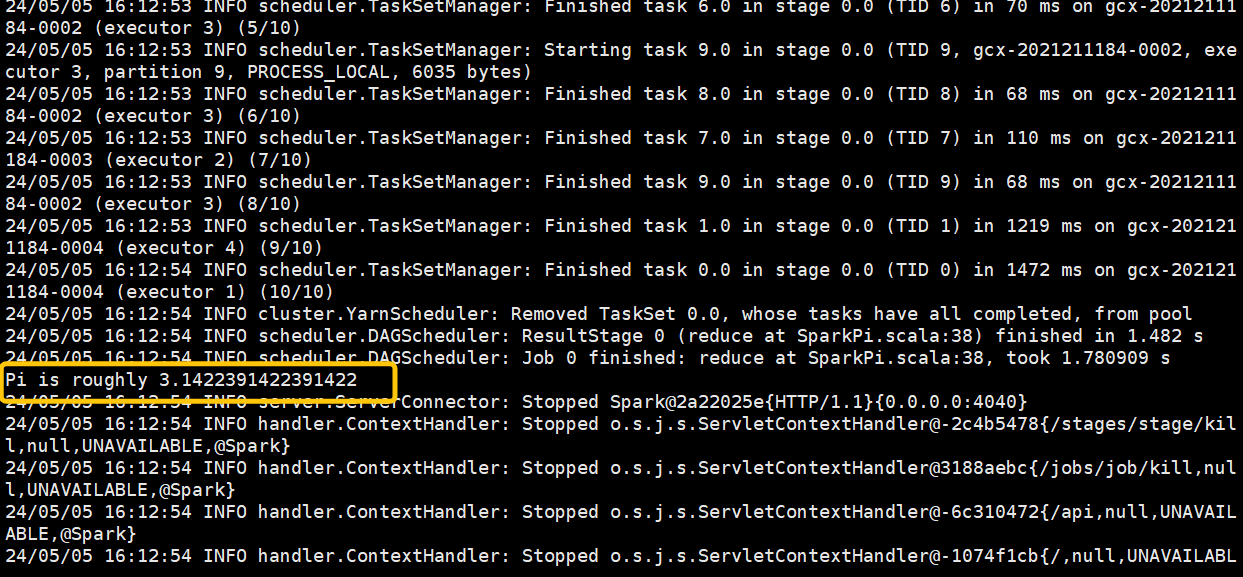 24/05/05 16:12:53 INFO scheduler.TaskSetManager: Finished task 6.0 in stage 0.0 (TID 6) in 70 ms on gcx-20212111
84-0002 (executor 3) (5/10)
24/05/05 16:12:53 INFO scheduler.TaskSetManager: Starting task 9.0 in stage 0.0 (TID 9, gcx-2021211184-0002, exe
cutor 3, partition 9, PROCESS_LOCAL, 6035 bytes)
24/05/05 16:12:53 INFO scheduler.TaskSetManager: Finished task 8.0 in stage 0.0 (TID 8) in 68 ms on gcx-20212111
84-0002 (executor 3) (6/10)
24/05/05 16:12:53 INFO scheduler.TaskSetManager: Finished task 7.0 in stage 0.0 (TID 7) in 110 ms on gcx-2021211
184-0003 (executor 2) (7/10)
24/05/05 16:12:53 INFO scheduler.TaskSetManager: Finished task 9.0 in stage 0.0 (TID 9) in 68 ms on gcx-20212111
84-0002 (executor 3) (8/10)
24/05/05 16:12:53 INFO scheduler.TaskSetManager: Finished task 1.0 in stage 0.0 (TID 1) in 1219 ms on gcx-202121
1184-0004 (executor 4) (9/10)
24/05/05 16:12:54 INFO scheduler.TaskSetManager: Finished task 0.0 in stage 0.0 (TID 0) in 1472 ms on gcx-202121
1184-0004 (executor 1) (10/10)
24/05/05 16:12:54 INFO cluster.YarnScheduler: Removed TaskSet 0.0, whose tasks have all completed, from pool
24/05/05 16:12:54 INFO scheduler.DAGScheduler: ResultStage 0 (reduce at SparkPi.scala:38) finished in 1.482 s
24/05/05 16:12:54 INFO scheduler.DAGScheduler: Job 0 finished: reduce at SparkPi.scala:38, took 1.780909 s
Pi is roughly 3.1422391422391422
24/05/05 16:12:54 INFO server.ServerConnector: Stopped Spark@2a22025e{HTTP/1.1}{0.0.0.0:4040}
24/05/05 16:12:54 INFO handler.ContextHandler: Stopped o.s.j.s.ServletContextHandler@-2c4b5478{/stages/stage/kil
l,null,UNAVAILABLE,@Spark}
24/05/05 16:12:54 INFO handler.ContextHandler: Stopped o.s.j.s.ServletContextHandler@3188aebc{/jobs/job/kill,nul
l,UNAVAILABLE,@Spark}
24/05/05 16:12:54 INFO handler.ContextHandler: Stopped o.s.j.s.ServletContextHandler@-6c310472{/api,null,UNAVAIL
ABLE,@Spark}
24/05/05 16:12:54 INFO handler.ContextHandler: Stopped o.s.j.s.ServletContextHandler@-1074f1cb{/,null,UNAVAILABL